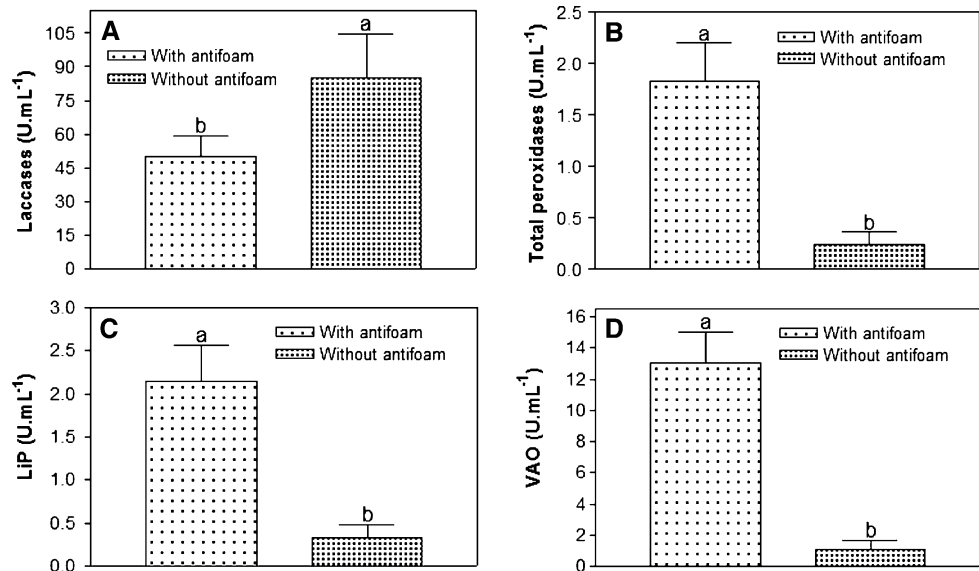 A
Laccases (U.mL-1)
105
90
75
60
45
30
15
0
With antifoam
Without antifoam
b
a
B
Total peroxidases (U.mL-1)
2.5
2.0
1.5
1.0
0.5
0.0
With antifoam
Without antifoam
a
b
C
LiP (U.mL-1)
3.0
2.5
2.0
1.5
1.0
0.5
0.0
With antifoam
Without antifoam
a
b
D
VAO (U.mL-1)
16
14
12
10
8
6
4
2
0
With antifoam
Without antifoam
a
b